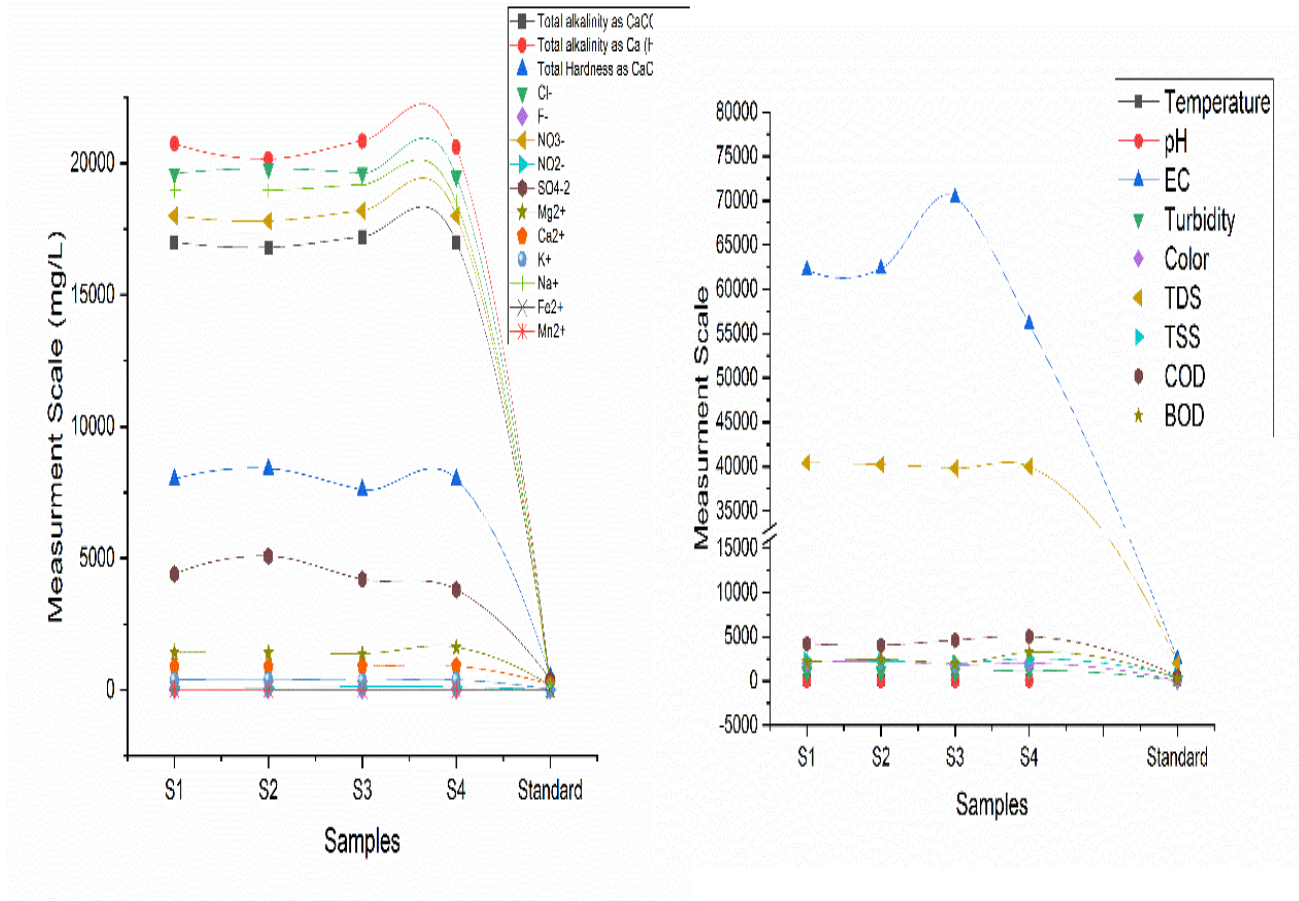 Measurment Scale (mg/L)
20000
15000
10000
5000
0
S1 S2 S3 S4 Standard
Samples
Total alkalinity as CaCO
Total alkalinity as Ca (H
Total Hardness as CaC
Cl-
F-
NO3-
NO2-
SO4-2
Mg2+
Ca2+
K+
Na+
Fe2+
Mn2+
Measurment Scale
80000
75000
70000
65000
60000
55000
50000
45000
40000
35000
15000
10000
5000
0
-5000
S1 S2 S3 S4 Standard
Samples
Temperature
pH
EC
Turbidity
Color
TDS
TSS
COD
BOD